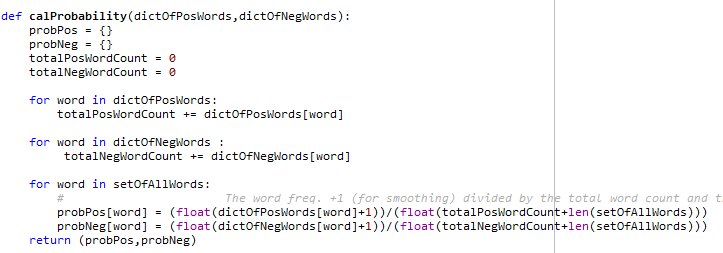 def calProbability(dictOfPosWords,dictOfNegWords):
    probPos = {}
    probNeg = {}
    totalPosWordCount = 0
    totalNegWordCount = 0

    for word in dictOfPosWords:
        totalPosWordCount += dictOfPosWords[word]

    for word in dictOfNegWords :
         totalNegWordCount += dictOfNegWords[word]

    for word in setOfAllWords:
        #                       The word freq. +1 (for smoothing) divided by the total word count and t
        probPos[word] = (float(dictOfPosWords[word]+1))/(float(totalPosWordCount+len(setOfAllWords)))
        probNeg[word] = (float(dictOfNegWords[word]+1))/(float(totalNegWordCount+len(setOfAllWords)))
    return (probPos,probNeg)